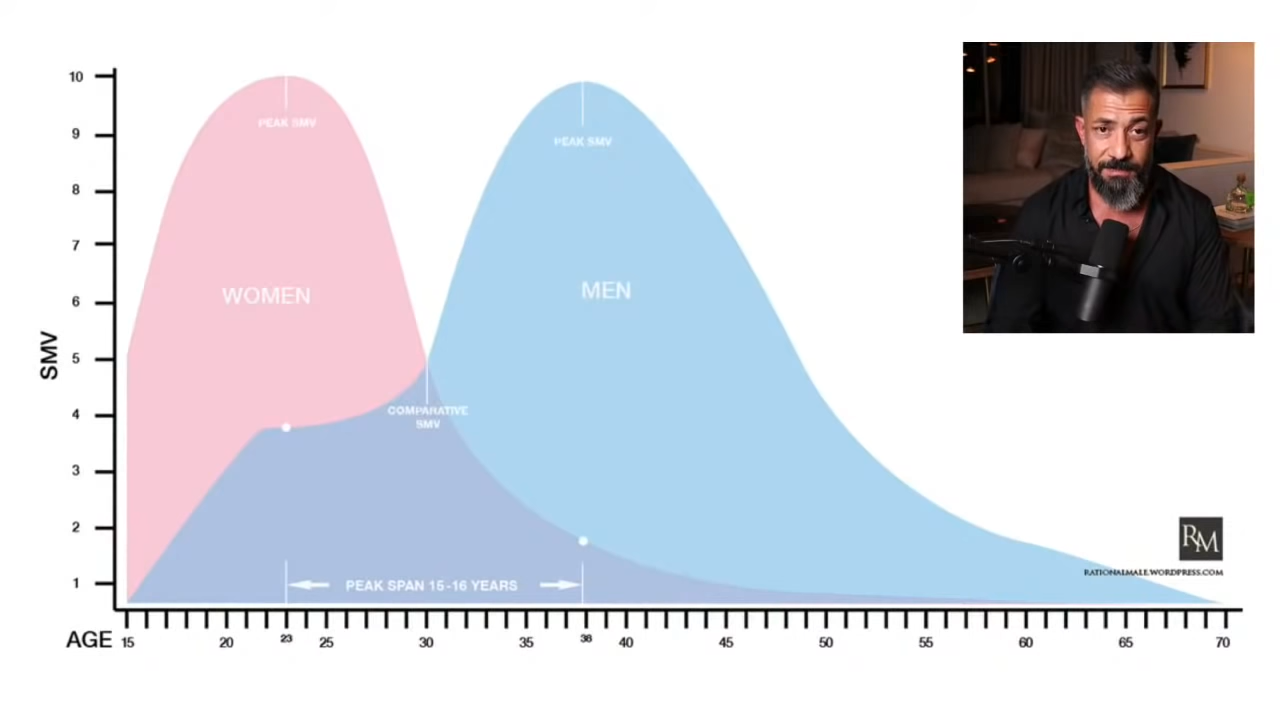 10
9
8
7
6
5
4
3
2
1
SMV
PEAK SMV
PEAK SMV
WOMEN
MEN
COMPARATIVE
SMV
PEAK SPAN 15-16 YEARS
RM
RATIONALMALE.WORDPRESS.COM
AGE 15 20 23 25 30 35 38 40 45 50 55 60 65 70